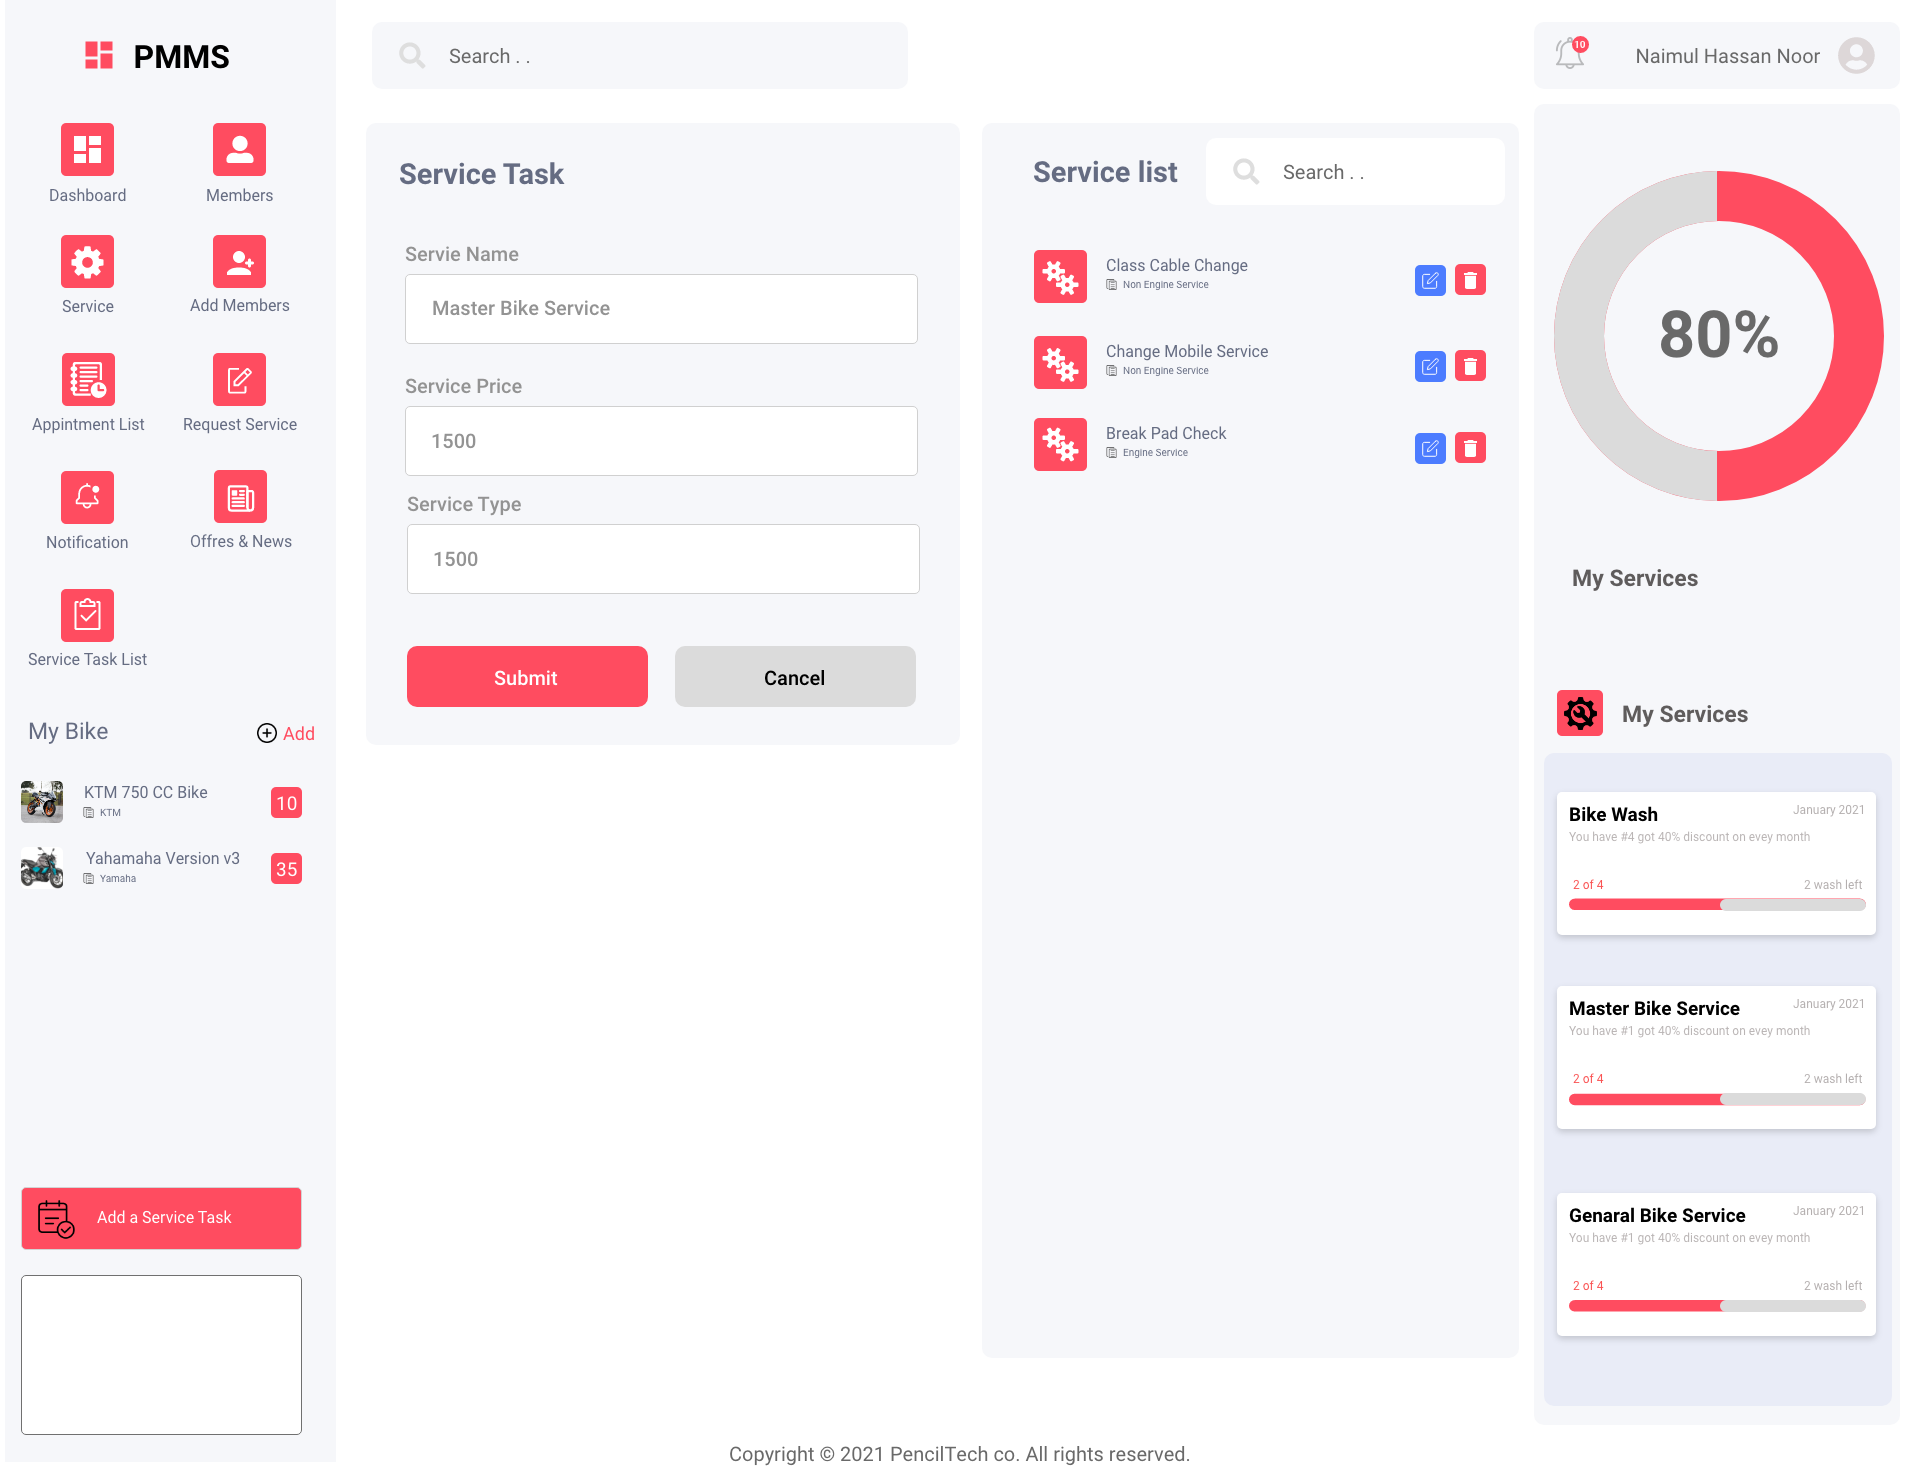 PMMS
Dashboard
Members
Service
Add Members
Appintment List
Request Service
Notification
Offres & News
Service Task List
My Bike
Add
KTM 750 CC Bike
KTM
10
Yahamaha Version v3
Yamaha
35
Add a Service Task
Search . .
Service Task
Servie Name
Master Bike Service
Service Price
1500
Service Type
1500
Submit
Cancel
Service list
Search . .
Class Cable Change
Non Engine Service
Change Mobile Service
Non Engine Service
Break Pad Check
Engine Service
10
Naimul Hassan Noor
80%
My Services
My Services
Bike Wash
January 2021
You have #4 got 40% discount on evey month
2 of 4
2 wash left
Master Bike Service
January 2021
You have #1 got 40% discount on evey month
2 of 4
2 wash left
Genaral Bike Service
January 2021
You have #1 got 40% discount on evey month
2 of 4
2 wash left
Copyright © 2021 PencilTech co. All rights reserved.